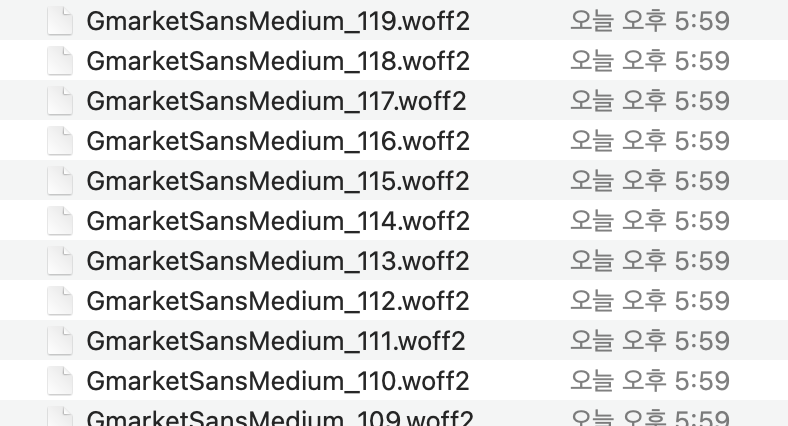 GmarketSansMedium_119.woff2 오늘 오후 5:59
GmarketSansMedium_118.woff2 오늘 오후 5:59
GmarketSansMedium_117.woff2 오늘 오후 5:59
GmarketSansMedium_116.woff2 오늘 오후 5:59
GmarketSansMedium_115.woff2 오늘 오후 5:59
GmarketSansMedium_114.woff2 오늘 오후 5:59
GmarketSansMedium_113.woff2 오늘 오후 5:59
GmarketSansMedium_112.woff2 오늘 오후 5:59
GmarketSansMedium_111.woff2 오늘 오후 5:59
GmarketSansMedium_110.woff2 오늘 오후 5:59
GmarketSansMedium_109.woff2 오늘 오후 5:59